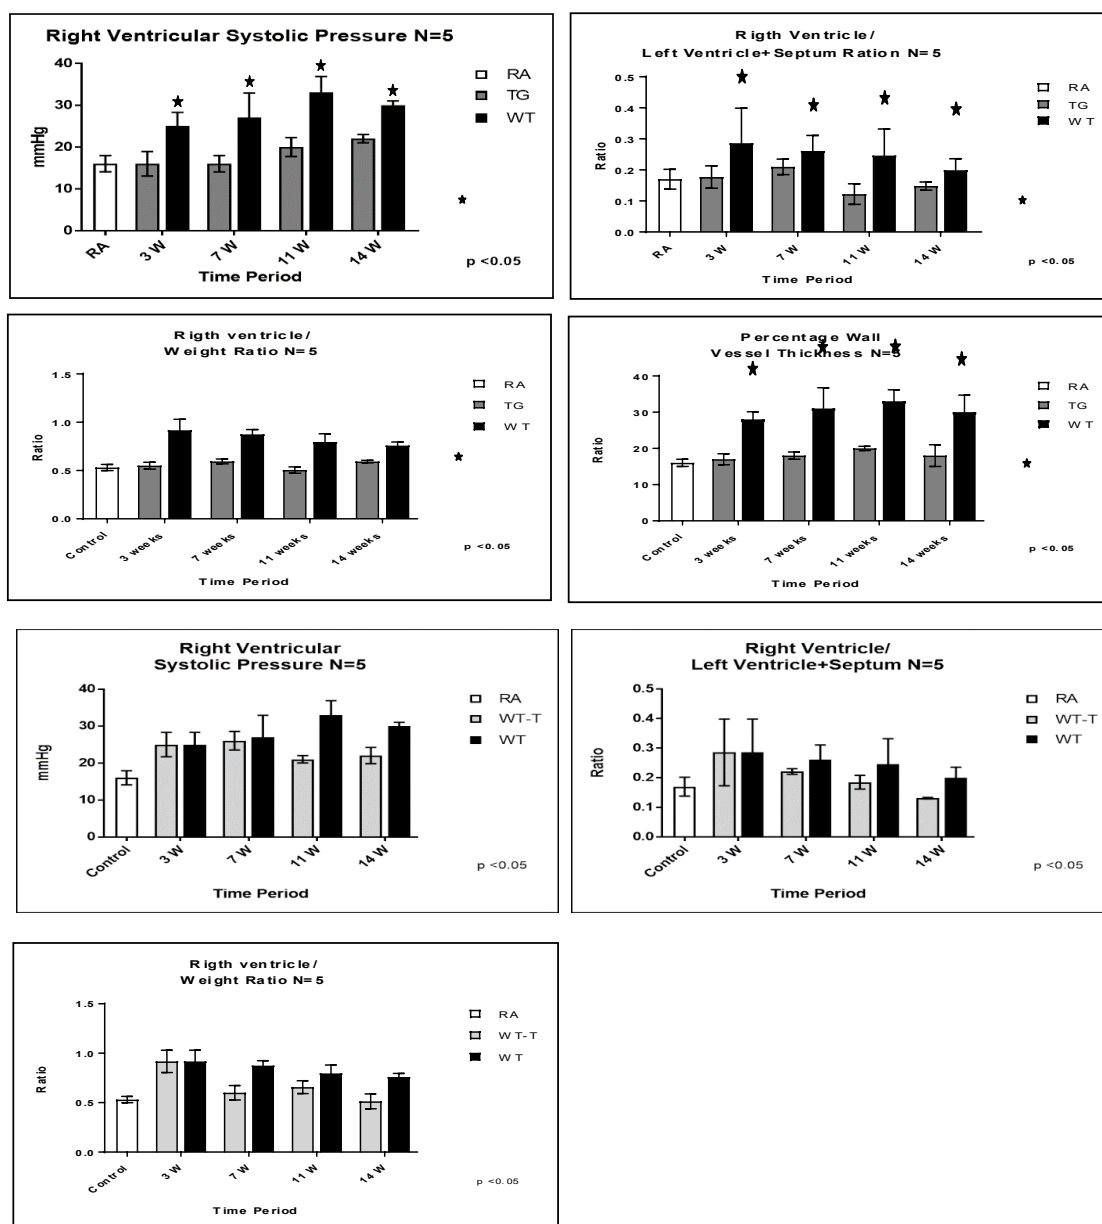 Right Ventricular Systolic Pressure N=5
40
30
20
10
0
mmHg
RA
TG
WT
RA
3 W
7 W
11 W
14 W
Time Period
★
p <0.05
Rigth Ventricle/
Left Ventricle+Septum Ration N=5
0.5
0.4
0.3
0.2
0.1
0.0
Ratio
RA
TG
WT
RA
3 W
7 W
11 W
14 W
Time Period
★
p <0.05
Rigth ventricle/
Weight Ratio N=5
1.5
1.0
0.5
0.0
Ratio
RA
TG
WT
Control
3 weeks
7 weeks
11 weeks
14 weeks
Time Period
★
p <0.05
Percentage Wall
Vessel Thickness N=5
40
30
20
10
0
Ratio
RA
TG
WT
Control
3 weeks
7 weeks
11 weeks
14 weeks
Time Period
★
p <0.05
Right Ventricular
Systolic Pressure N=5
40
30
20
10
0
mmHg
RA
WT-T
WT
Control
3 W
7 W
11 W
14 W
Time Period
p <0.05
Right Ventricle/
Left Ventricle+Septum N=5
0.5
0.4
0.3
0.2
0.1
0.0
Ratio
RA
WT-T
WT
Control
3 W
7 W
11 W
14 W
Time Period
p <0.05
Rigth ventricle/
Weight Ratio N=5
1.5
1.0
0.5
0.0
Ratio
RA
WT-T
WT
Control
3 W
7 W
11 W
14 W
Time Period
p <0.05